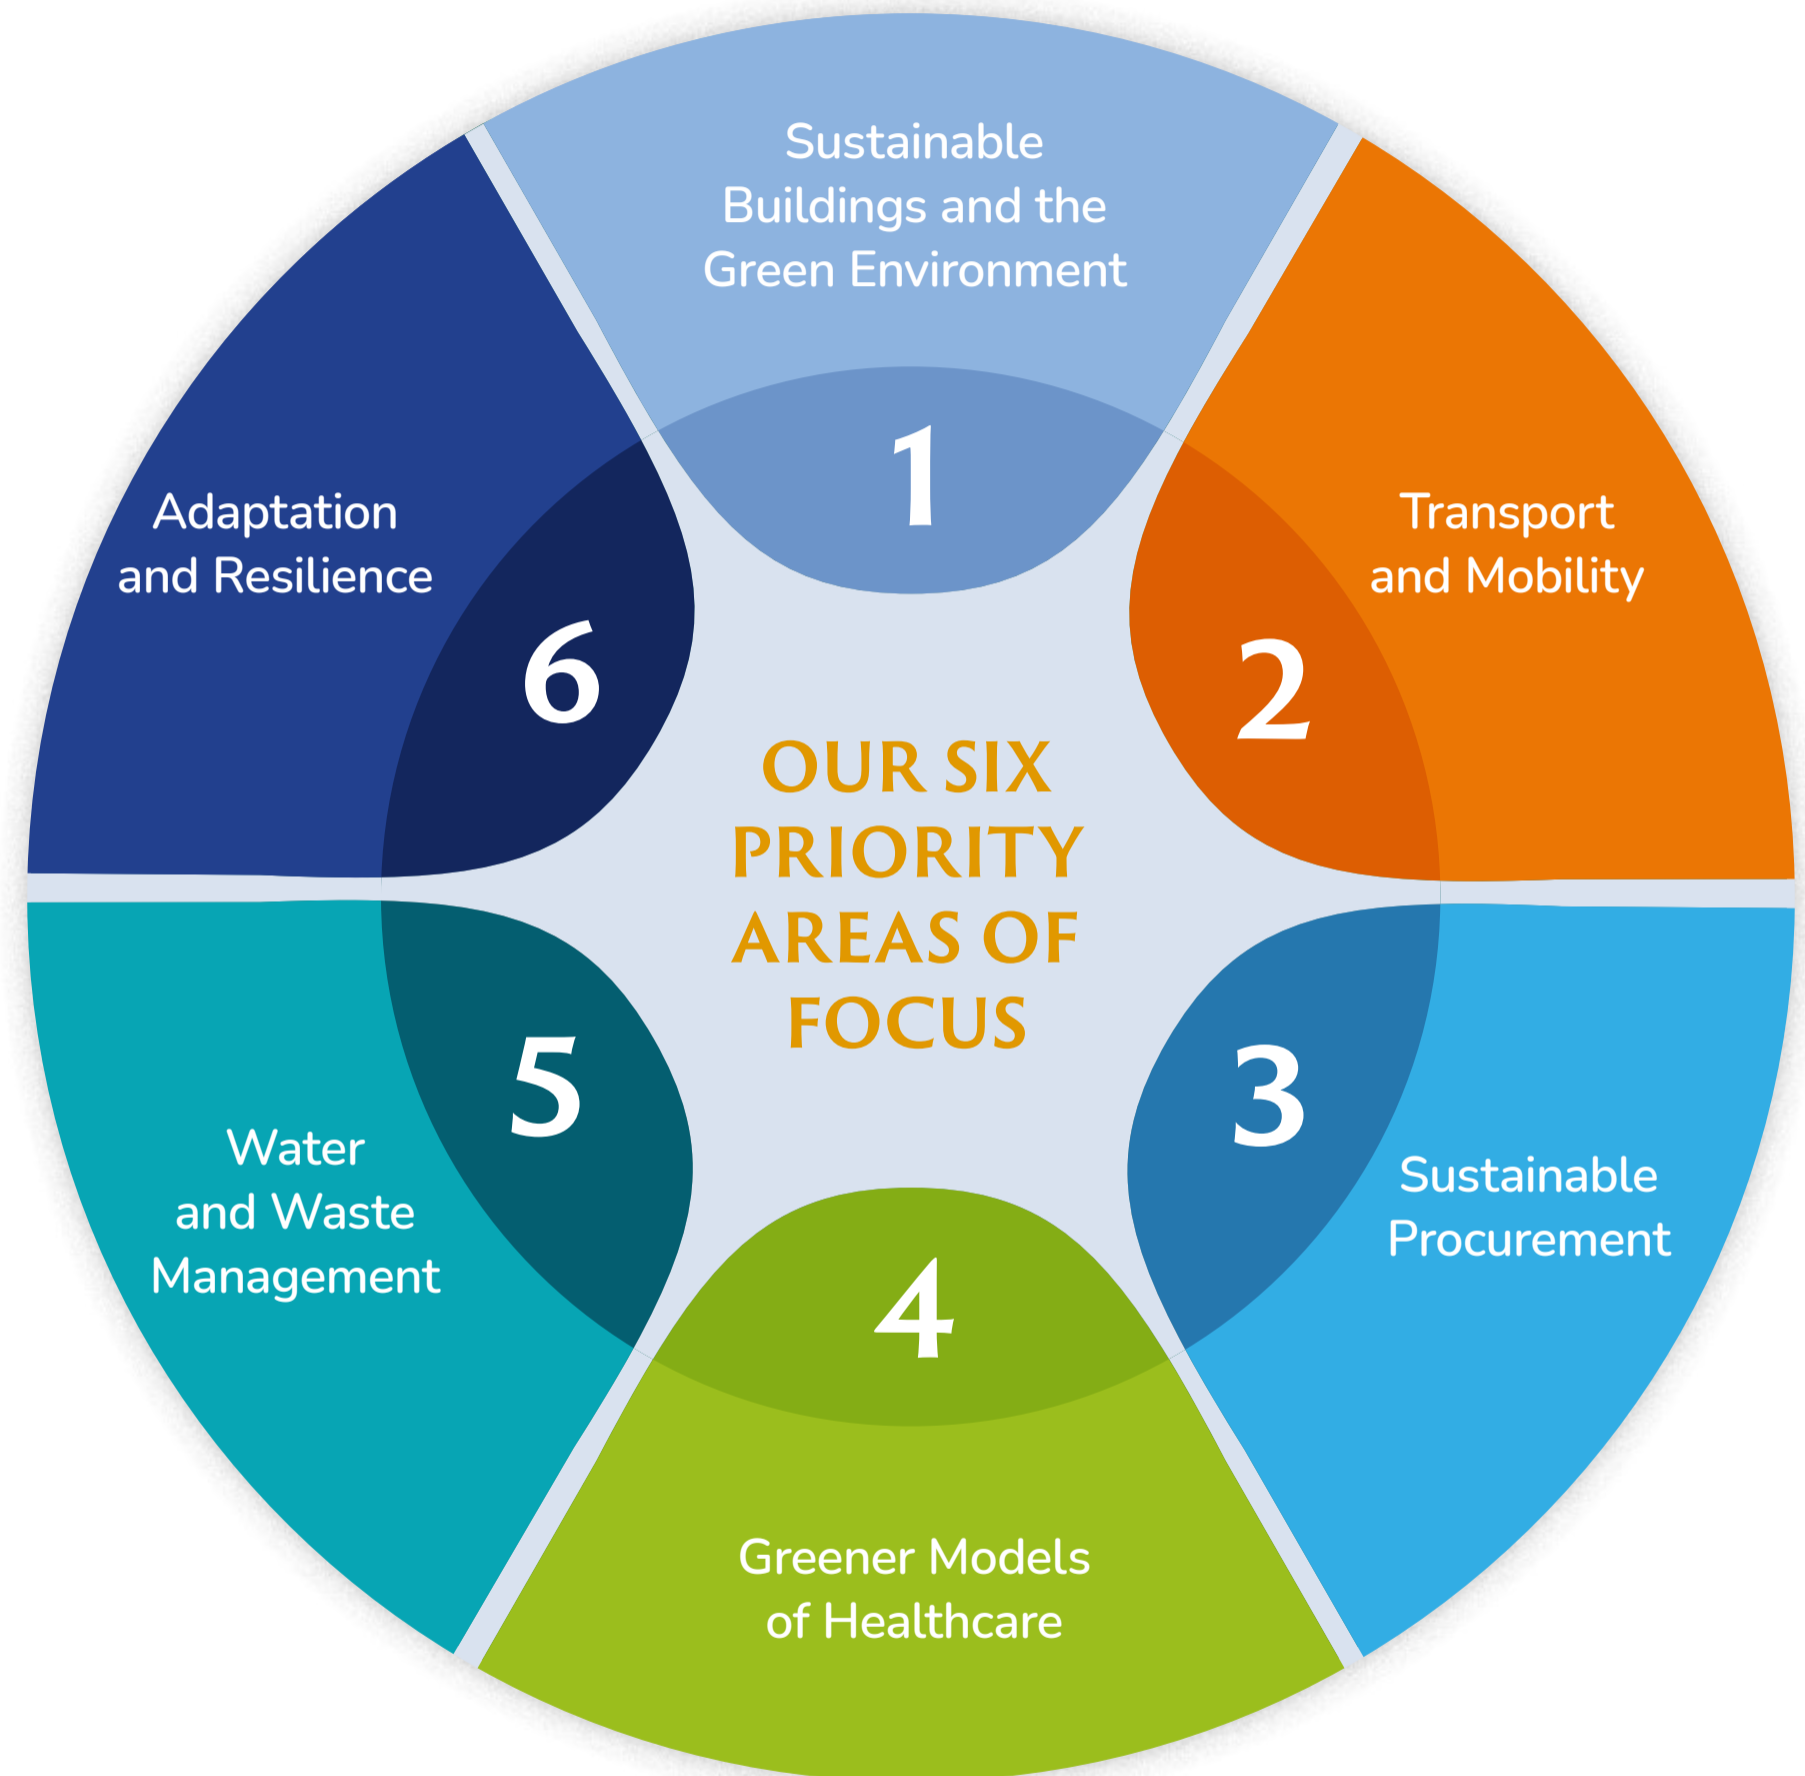 OUR SIX
PRIORITY
AREAS OF
FOCUS
1
Sustainable
Buildings and the
Green Environment
2
Transport
and Mobility
3
Sustainable
Procurement
4
Greener Models
of Healthcare
5
Water
and Waste
Management
6
Adaptation
and Resilience